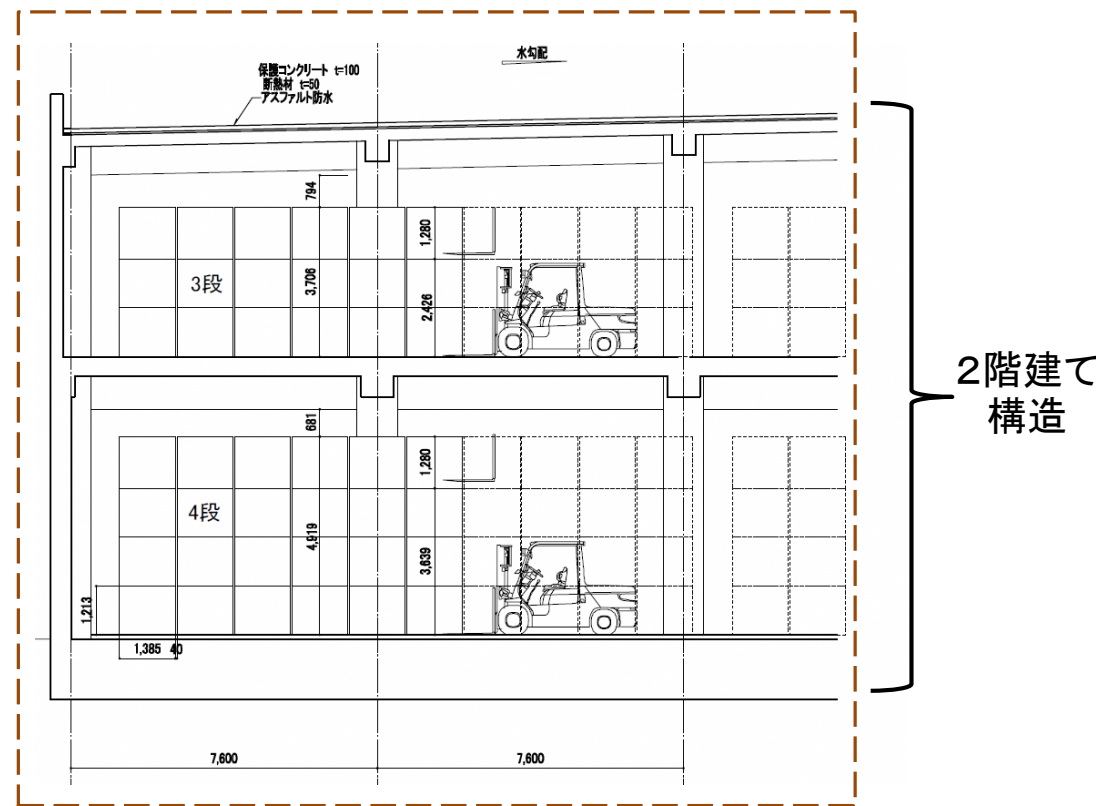 水勾配
保護コンクリート t=100
断熱材 t=50
アスファルト防水
794
1,280
3段
3,706
2,426
2階建て
構造
681
1,280
4段
4,919
3,639
1,213
1,385 40
7,600
7,600